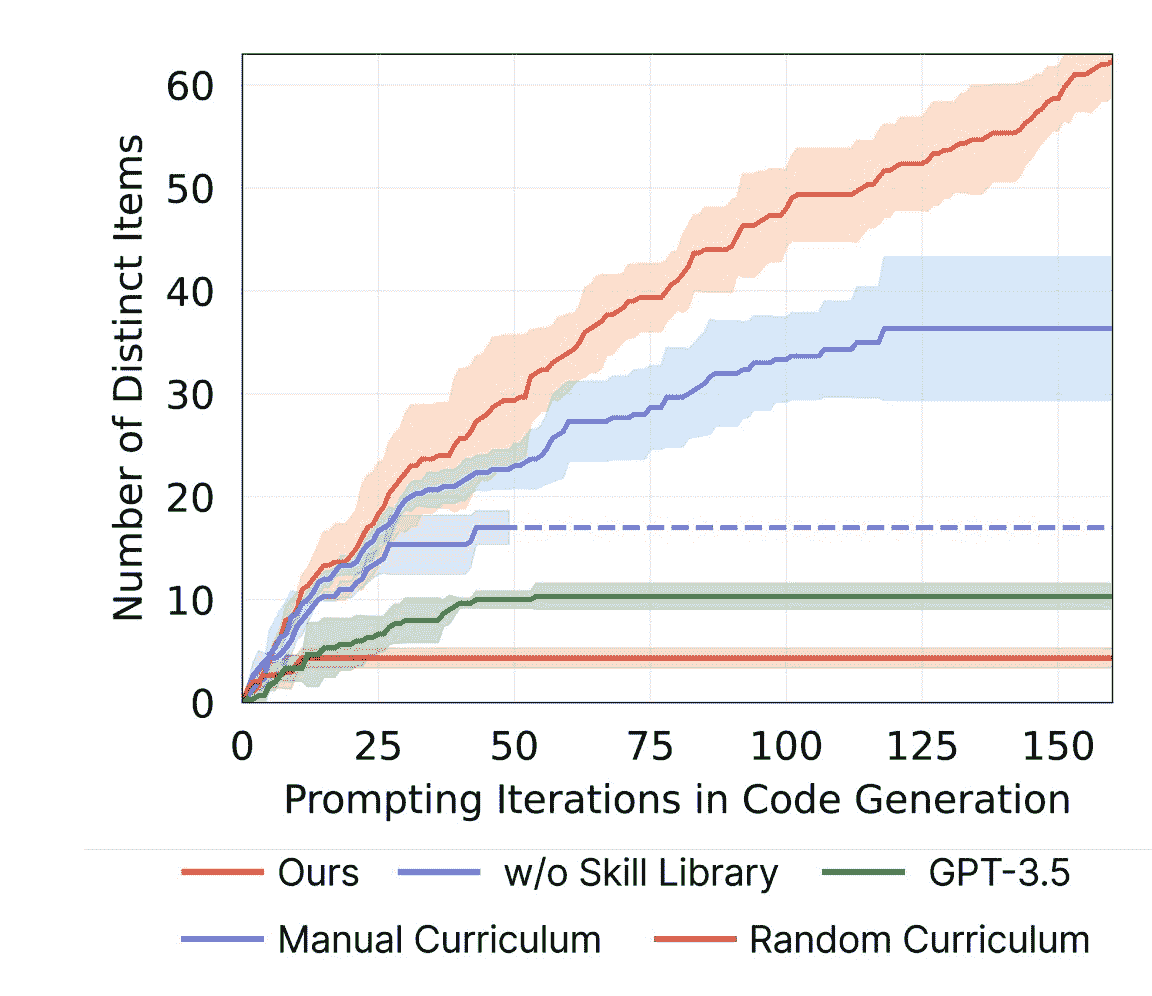 60
50
40
30
20
10
0
Number of Distinct Items
0 25 50 75 100 125 150
Prompting Iterations in Code Generation
Ours w/o Skill Library GPT-3.5
Manual Curriculum Random Curriculum